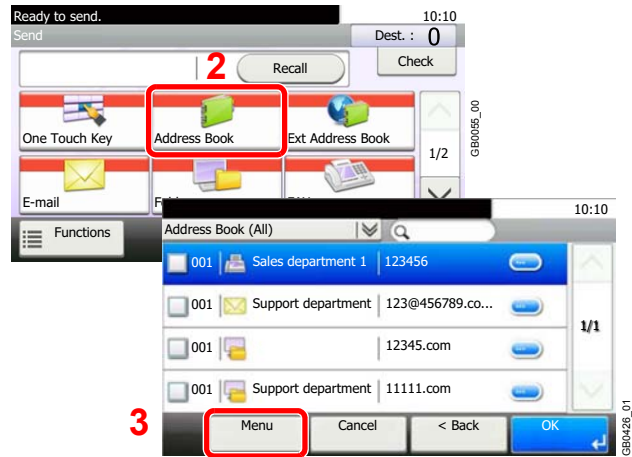 Ready to send.
10:10
Send
Dest. : 0
2
Recall
Check
One Touch Key
Address Book
Ext Address Book
1/2
GB0055_00
E-mail
Functions
10:10
Address Book (All)
001 Sales department 1 123456
001 Support department 123@456789.co...
1/1
001 12345.com
001 Support department 11111.com
3
Menu
Cancel
< Back
OK
GB0426_01